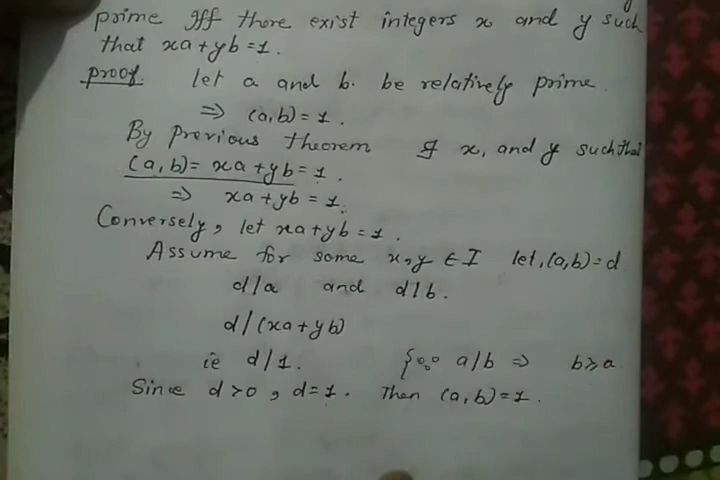 prime iff there exist integers x and y such
that xa+yb=1.
proof. let a and b. be relatively prime.
⇒ (a,b)=1.
By previous theorem ∃ x, and y such that
(a,b)= xa+yb=1.
⇒ xa+yb=1.
Conversely, let xa+yb=1.
Assume for some x,y ∈ I let,(a,b)=d
d/a and d/b.
d/(xa+yb)
ie d/1. {∵ a/b ⇒ b≥a
Since d>0, d=1. Then (a,b)=1.